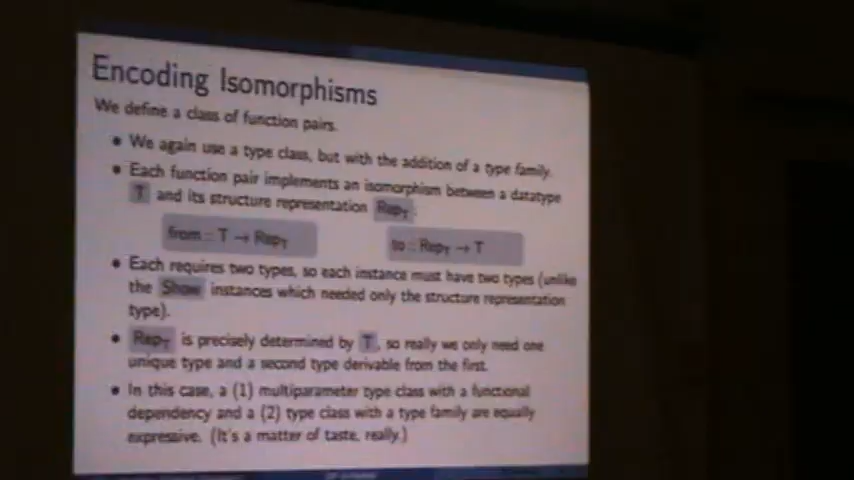 Encoding Isomorphisms
We define a class of function pairs.
• We again use a type class, but with the addition of a type family.
• Each function pair implements an isomorphism between a datatype
T and its structure representation RepT:
from :: T → RepT
to :: RepT → T
• Each requires two types, so each instance must have two types (unlike
the Show instances which needed only the structure representation
type).
• RepT is precisely determined by T, so really we only need one
unique type and a second type derivable from the first.
• In this case, a (1) multiparameter type class with a functional
dependency and a (2) type class with a type family are equally
expressive. (It's a matter of taste, really.)